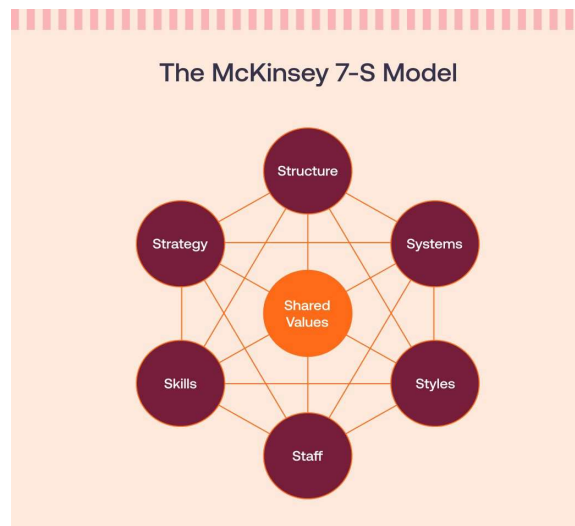 The McKinsey 7-S Model
Structure
Strategy
Systems
Shared
Values
Skills
Styles
Staff